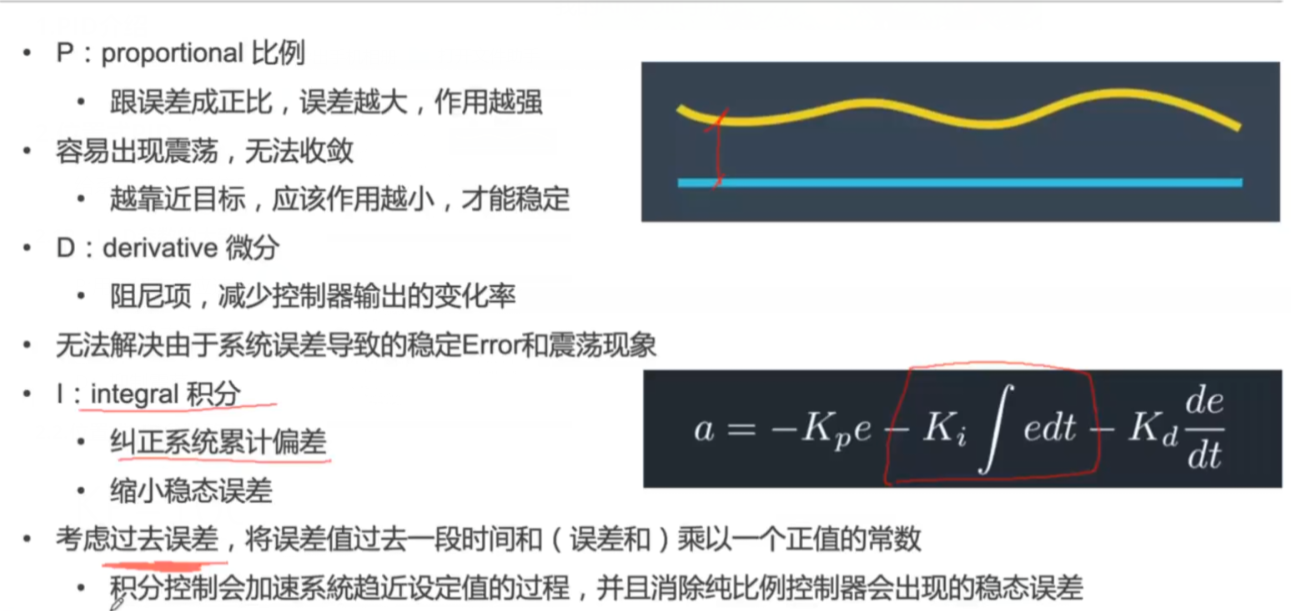 • P：proportional 比例
• 跟误差成正比，误差越大，作用越强
• 容易出现震荡，无法收敛
• 越靠近目标，应该作用越小，才能稳定
• D：derivative 微分
• 阻尼项，减少控制器输出的变化率
• 无法解决由于系统误差导致的稳定Error和震荡现象
• I：integral 积分
• 纠正系统累计偏差
• 缩小稳态误差
a = −K_p e − K_i ∫ edt − K_d de/dt
• 考虑过去误差，将误差值过去一段时间和（误差和）乘以一个正值的常数
• 积分控制会加速系統趋近设定值的过程，并且消除纯比例控制器会出现的稳态误差